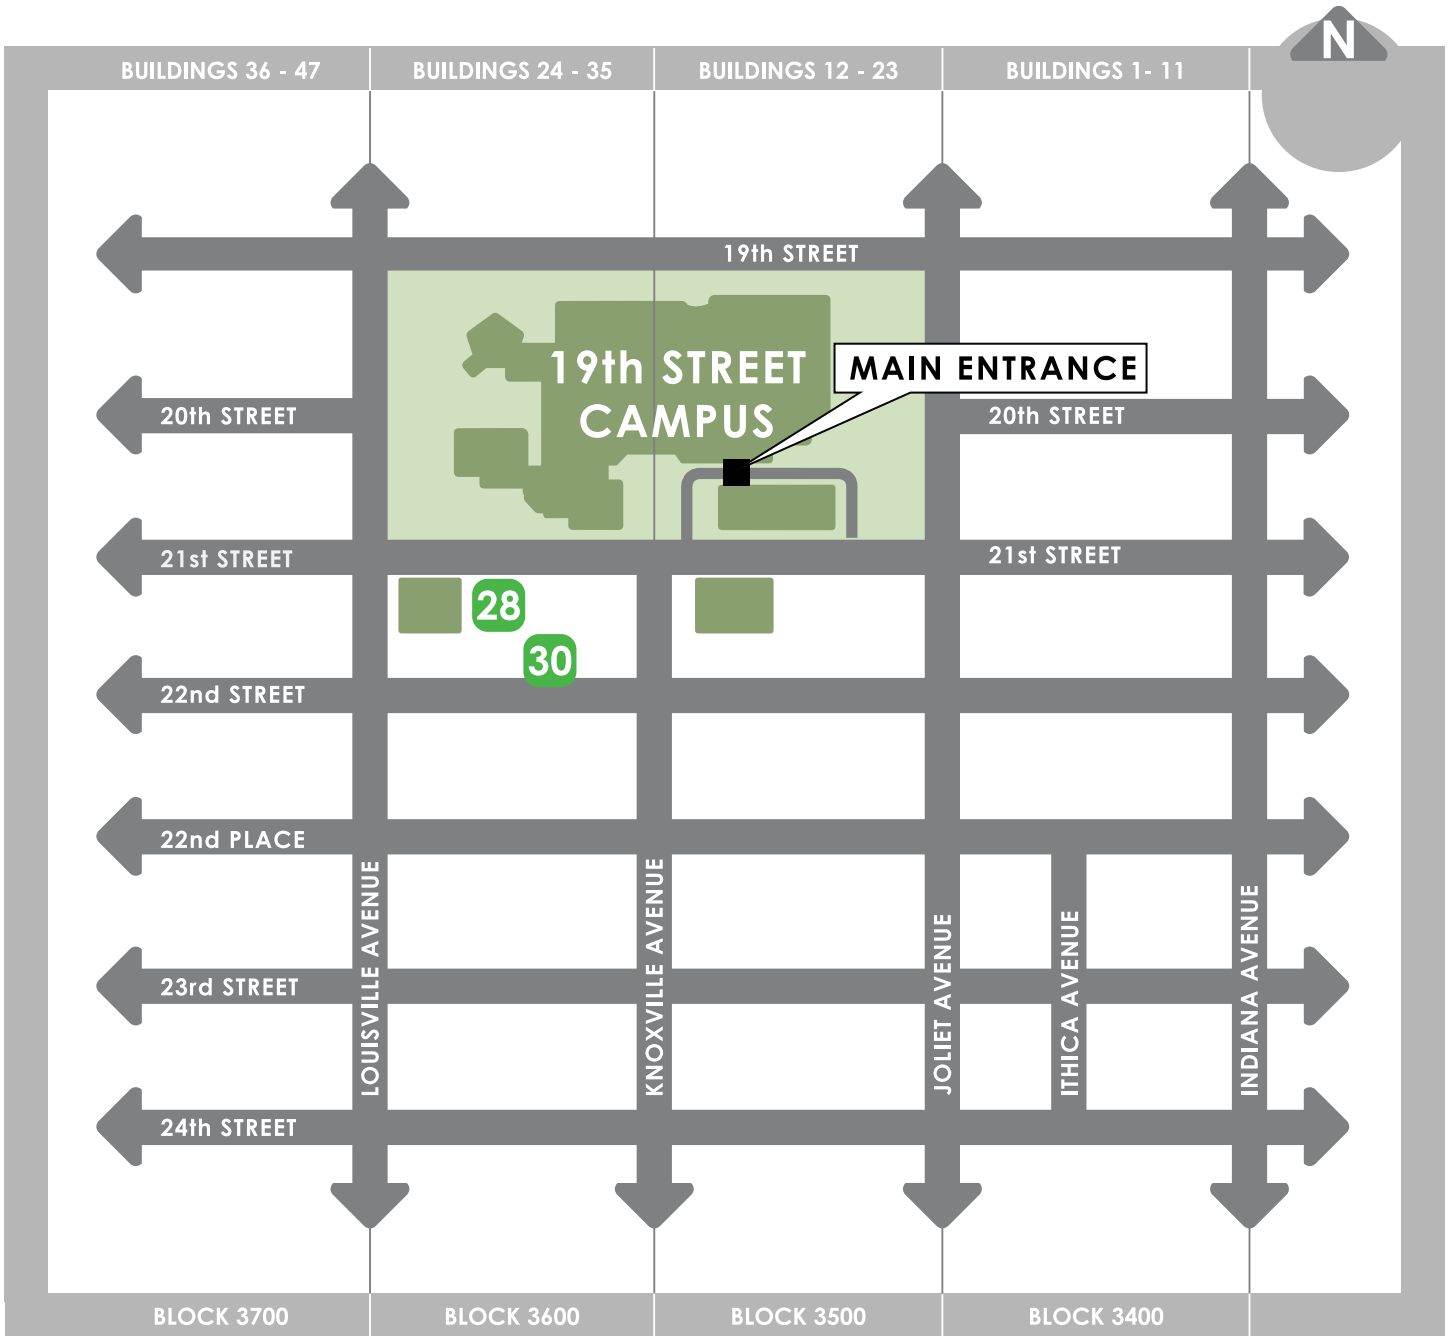 N
BUILDINGS 36 - 47
BUILDINGS 24 - 35
BUILDINGS 12 - 23
BUILDINGS 1- 11
19th STREET
19th STREET
CAMPUS
MAIN ENTRANCE
20th STREET
20th STREET
21st STREET
21st STREET
28
30
22nd STREET
22nd PLACE
LOUISVILLE AVENUE
KNOXVILLE AVENUE
JOLIET AVENUE
ITHICA AVENUE
INDIANA AVENUE
23rd STREET
24th STREET
BLOCK 3700
BLOCK 3600
BLOCK 3500
BLOCK 3400